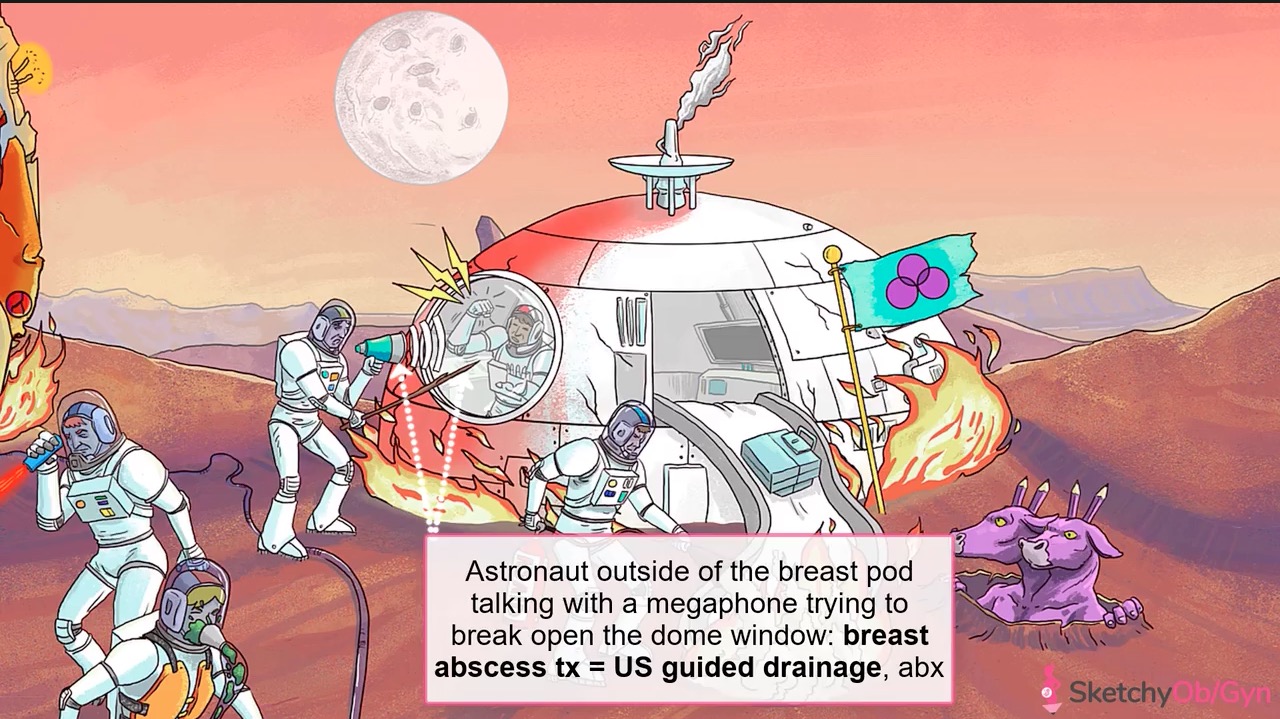 Astronaut outside of the breast pod
talking with a megaphone trying to
break open the dome window: breast
abscess tx = US guided drainage, abx
SketchyOb/Gyn